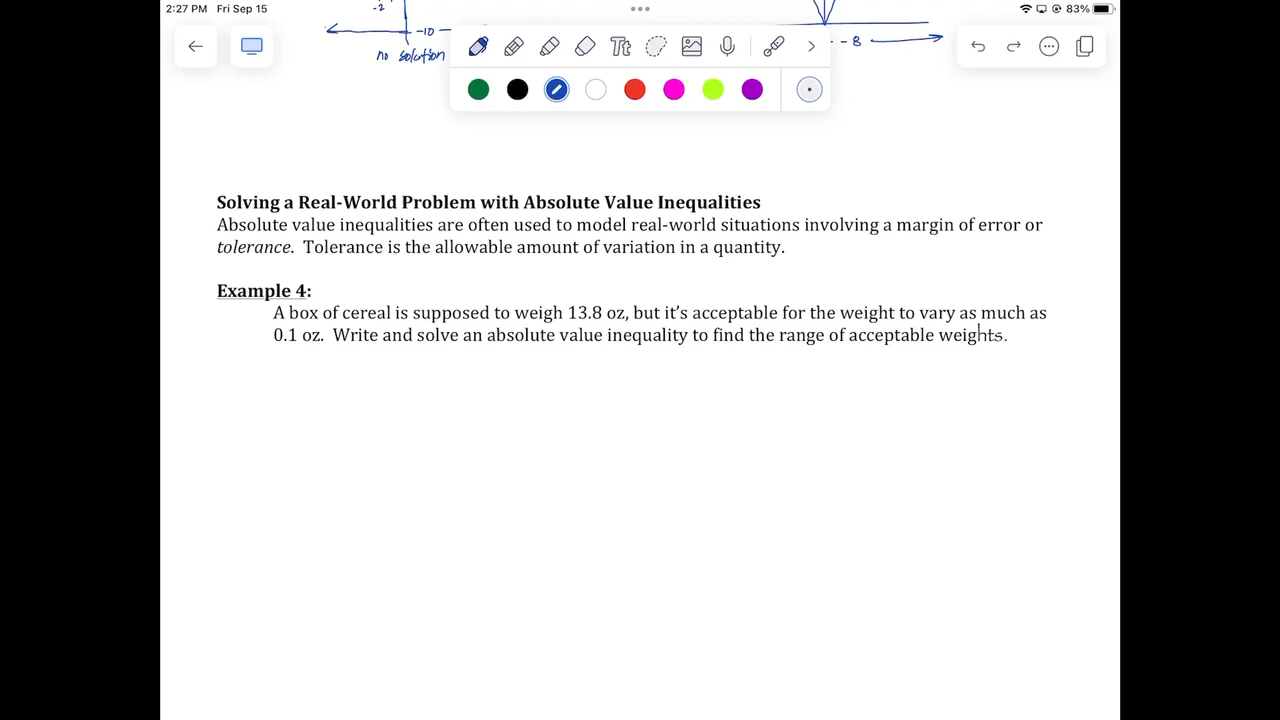 2:27 PM Fri Sep 15
83%
-2
-10
no solution
- - 8
Tt
Solving a Real-World Problem with Absolute Value Inequalities
Absolute value inequalities are often used to model real-world situations involving a margin of error or
tolerance. Tolerance is the allowable amount of variation in a quantity.
Example 4:
A box of cereal is supposed to weigh 13.8 oz, but it’s acceptable for the weight to vary as much as
0.1 oz. Write and solve an absolute value inequality to find the range of acceptable weights.